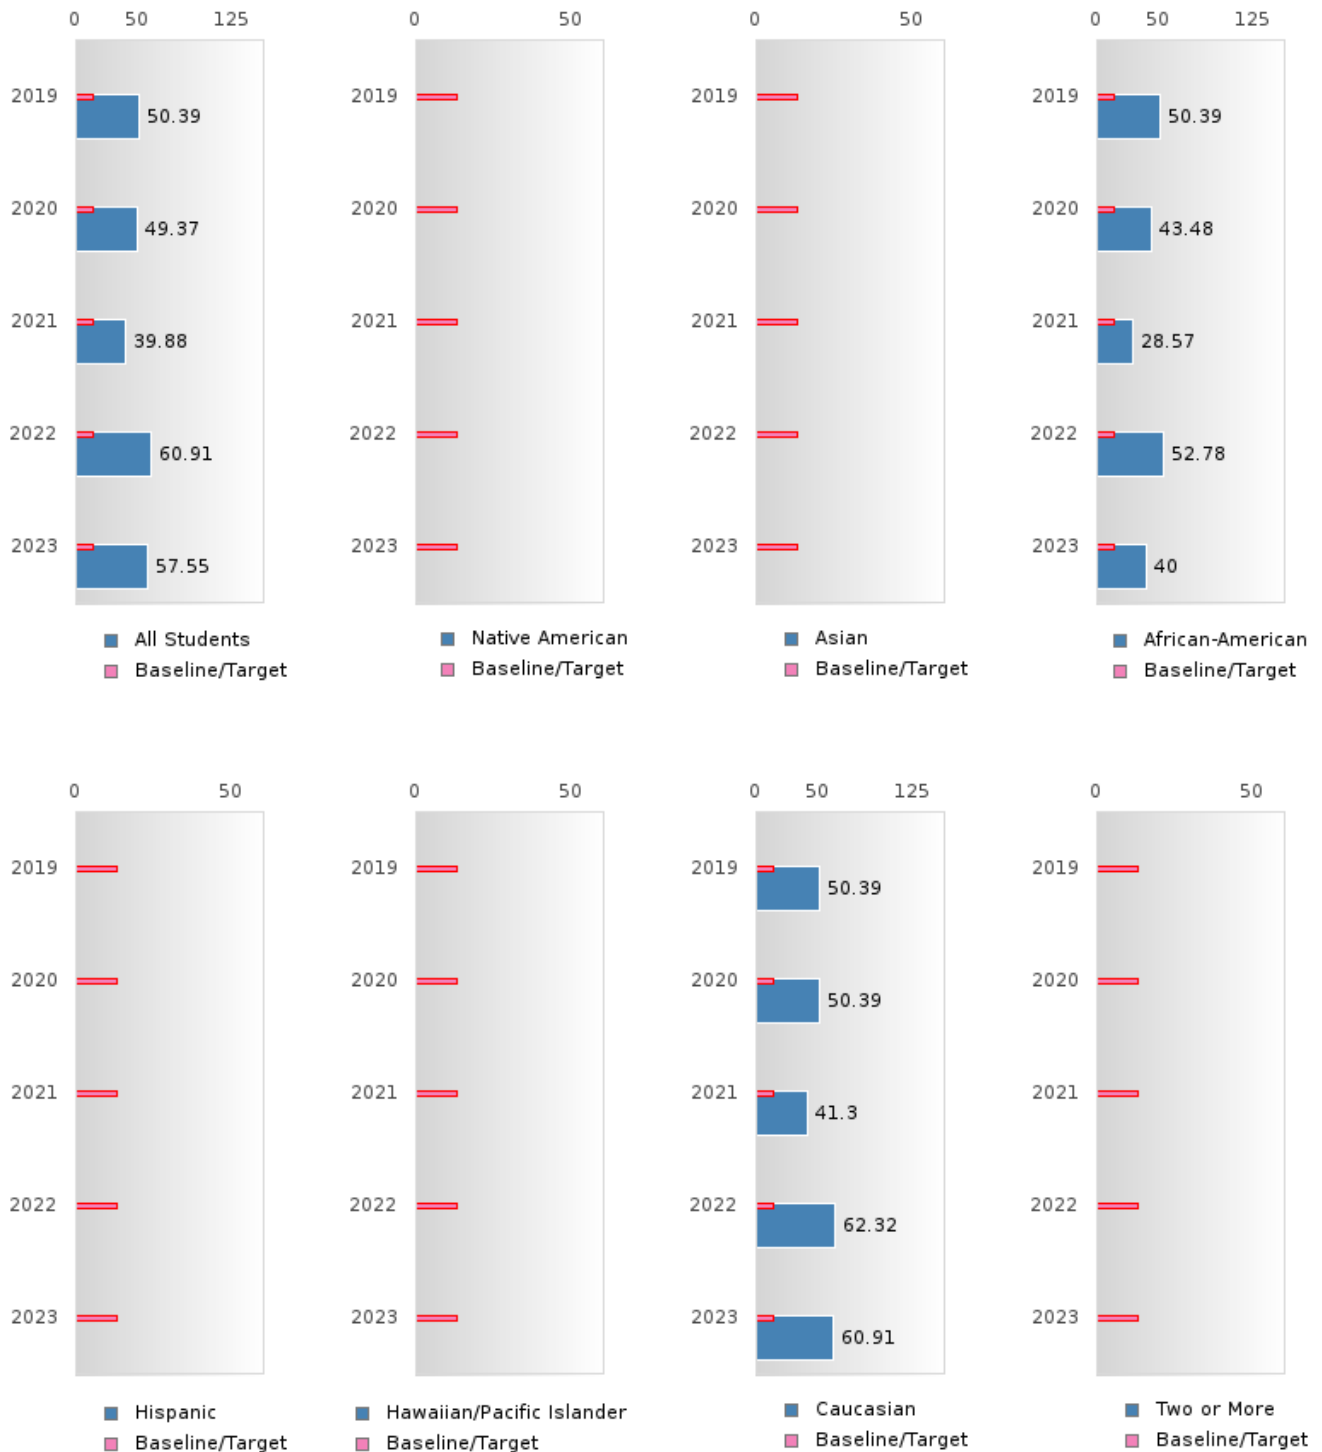 0 50 125
2019 50.39
2020 49.37
2021 39.88
2022 60.91
2023 57.55
All Students
Baseline/Target
0 50
2019
2020
2021
2022
2023
Native American
Baseline/Target
0 50
2019
2020
2021
2022
2023
Asian
Baseline/Target
0 50 125
2019 50.39
2020 43.48
2021 28.57
2022 52.78
2023 40
African-American
Baseline/Target
0 50
2019
2020
2021
2022
2023
Hispanic
Baseline/Target
0 50
2019
2020
2021
2022
2023
Hawaiian/Pacific Islander
Baseline/Target
0 50 125
2019 50.39
2020 50.39
2021 41.3
2022 62.32
2023 60.91
Caucasian
Baseline/Target
0 50
2019
2020
2021
2022
2023
Two or More
Baseline/Target